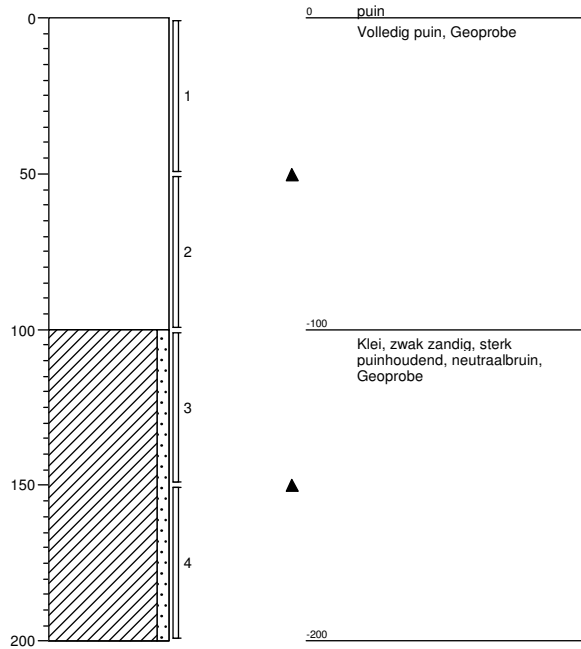 0
50
100
150
200
1
2
3
4
0
puin
Volledig puin, Geoprobe
-100
Klei, zwak zandig, sterk
puinhoudend, neutraalbruin,
Geoprobe
-200